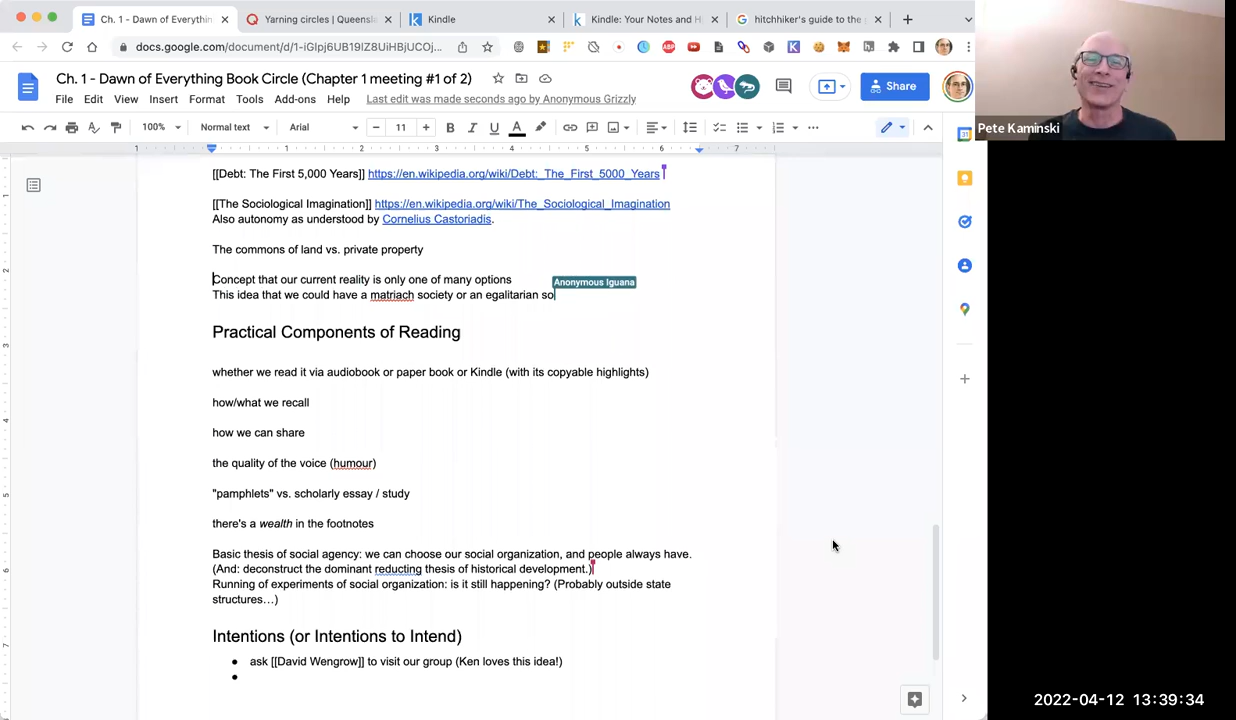 Ch. 1 - Dawn of Everythin
Yarning circles | Queensla
Kindle
Kindle: Your Notes and H
hitchhiker's guide to the
docs.google.com/document/d/1-iGlpj6UB19IZ8UiHBjUCOj...
Ch. 1 - Dawn of Everything Book Circle (Chapter 1 meeting #1 of 2)
Share
File Edit View Insert Format Tools Add-ons Help Last edit was made seconds ago by Anonymous Grizzly
100% Normal text Arial 11 B I U A
Pete Kaminski
1 1 2 3 4 5 6 7
[[Debt: The First 5,000 Years]] https://en.wikipedia.org/wiki/Debt:_The_First_5000_Years
[[The Sociological Imagination]] https://en.wikipedia.org/wiki/The_Sociological_Imagination
Also autonomy as understood by Cornelius Castoriadis.
The commons of land vs. private property
Concept that our current reality is only one of many options
Anonymous Iguana
This idea that we could have a matriach society or an egalitarian so
Practical Components of Reading
whether we read it via audiobook or paper book or Kindle (with its copyable highlights)
how/what we recall
how we can share
the quality of the voice (humour)
"pamphlets" vs. scholarly essay / study
there's a wealth in the footnotes
Basic thesis of social agency: we can choose our social organization, and people always have.
(And: deconstruct the dominant reducting thesis of historical development.)
Running of experiments of social organization: is it still happening? (Probably outside state
structures...)
Intentions (or Intentions to Intend)
● ask [[David Wengrow]] to visit our group (Ken loves this idea!)
●
2022-04-12 13:39:34